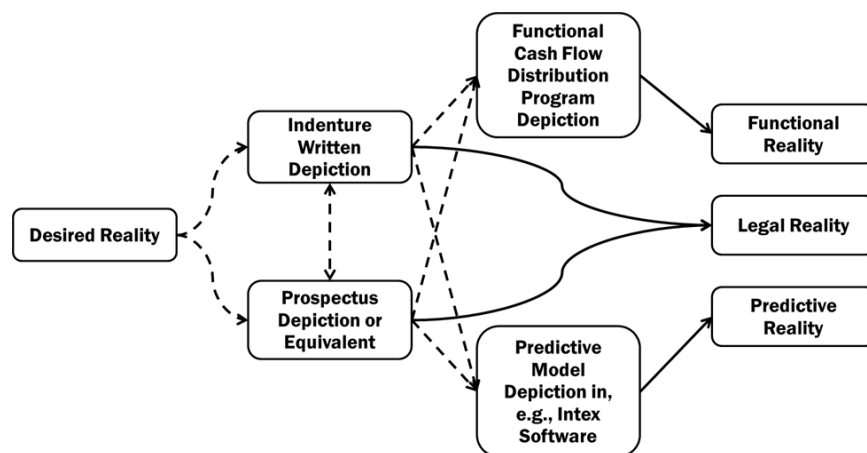 Desired Reality
Indenture
Written
Depiction
Prospectus
Depiction or
Equivalent
Functional
Cash Flow
Distribution
Program
Depiction
Predictive
Model
Depiction in,
e.g., Intex
Software
Functional
Reality
Legal Reality
Predictive
Reality